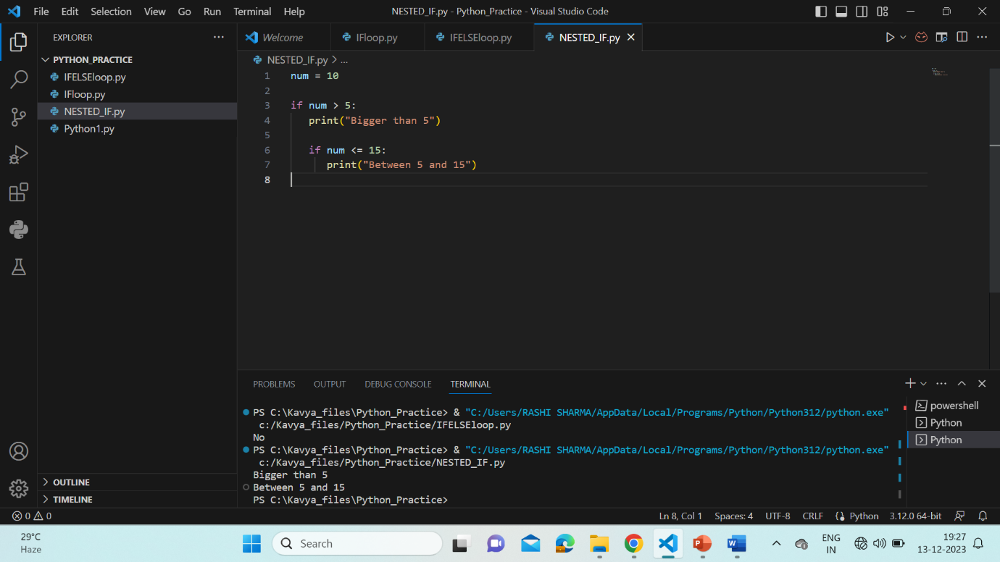 File Edit Selection View Go Run Terminal Help NESTED_IF.py - Python_Practice - Visual Studio Code
EXPLORER
PYTHON_PRACTICE
IFELSEloop.py
IFloop.py
NESTED_IF.py
Python1.py
OUTLINE
TIMELINE
Welcome IFloop.py IFELSEloop.py NESTED_IF.py
NESTED_IF.py > ...
1 num = 10
2
3 if num > 5:
4 print("Bigger than 5")
5
6 if num <= 15:
7 print("Between 5 and 15")
8
PROBLEMS OUTPUT DEBUG CONSOLE TERMINAL
PS C:\Kavya_files\Python_Practice> & "C:/Users/RASHI SHARMA/AppData/Local/Programs/Python/Python312/python.exe"
c:/Kavya_files/Python_Practice/IFELSEloop.py
No
PS C:\Kavya_files\Python_Practice> & "C:/Users/RASHI SHARMA/AppData/Local/Programs/Python/Python312/python.exe"
c:/Kavya_files/Python_Practice/NESTED_IF.py
Bigger than 5
Between 5 and 15
PS C:\Kavya_files\Python_Practice>
powershell
Python
Python
0 0 Ln 8, Col 1 Spaces: 4 UTF-8 CRLF Python 3.12.0 64-bit
29°C
Haze
Search
ENG
IN
19:27
13-12-2023